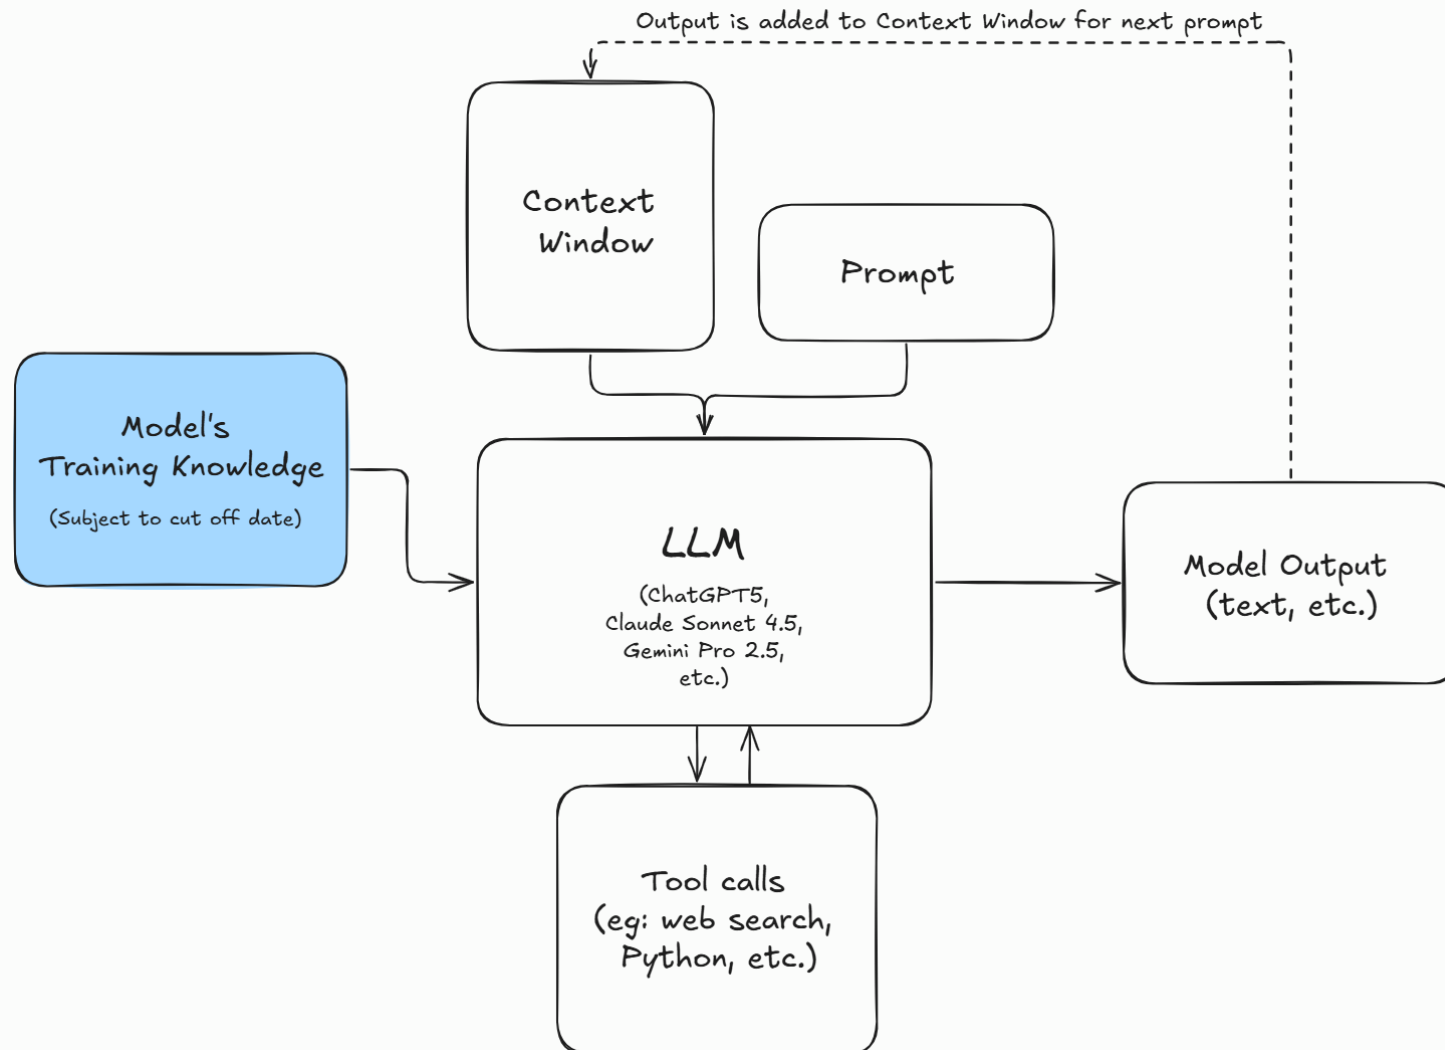 Output is added to Context Window for next prompt
Context
Window
Prompt
Model's
Training Knowledge
(Subject to cut off date)
LLM
(ChatGPT5,
Claude Sonnet 4.5,
Gemini Pro 2.5,
etc.)
Model Output
(text, etc.)
Tool calls
(eg: web search,
Python, etc.)